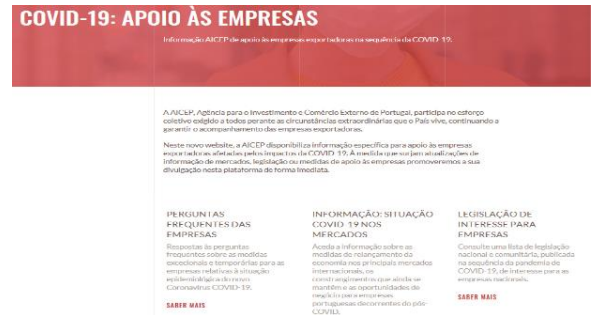 COVID-19: APOIO ÀS EMPRESAS
Informação AICEP de apoio às empresas exportadoras na sequência da COVID-19.
A AICEP, Agência para o Investimento e Comércio Externo de Portugal, participa no esforço
coletivo exigido a todos perante as circunstâncias extraordinárias que o País vive, continuando a
garantir o acompanhamento das empresas exportadoras.
Neste novo website, a AICEP disponibiliza informação específica para apoio às empresas
exportadoras afetadas pelos impactos da COVID-19. À medida que surjam atualizações de
informação de mercados, legislação ou medidas de apoio às empresas promoveremos a sua
divulgação nesta plataforma de forma imediata.
PERGUNTAS
FREQUENTES DAS
EMPRESAS
Respostas às perguntas
frequentes sobre as medidas
excecionais e temporárias para as
empresas relativas à situação
epidemiológica do novo
Coronavírus COVID-19.
SABER MAIS
INFORMAÇÃO: SITUAÇÃO
COVID-19 NOS
MERCADOS
Aceda a informação sobre as
medidas de relançamento da
economia nos principais mercados
internacionais, os
constrangimentos que ainda se
mantêm e as oportunidades de
negócio para empresas
portuguesas decorrentes do pós-
COVID.
LEGISLAÇÃO DE
INTERESSE PARA
EMPRESAS
Consulte uma lista de legislação
nacional e comunitária, publicada
na sequência da pandemia de
COVID-19, de interesse para as
empresas nacionais.
SABER MAIS